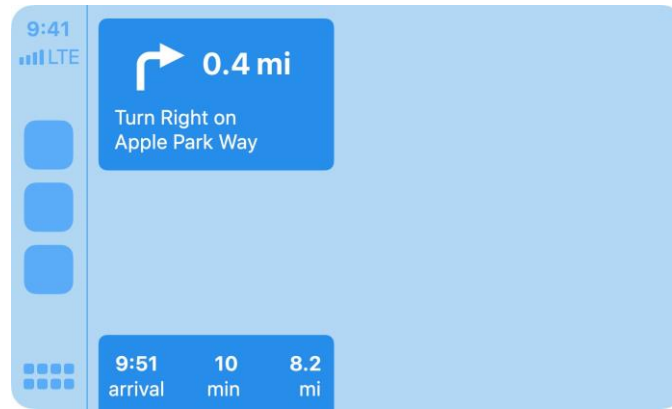 9:41
LTE
0.4 mi
Turn Right on
Apple Park Way
9:51 10 8.2
arrival min mi